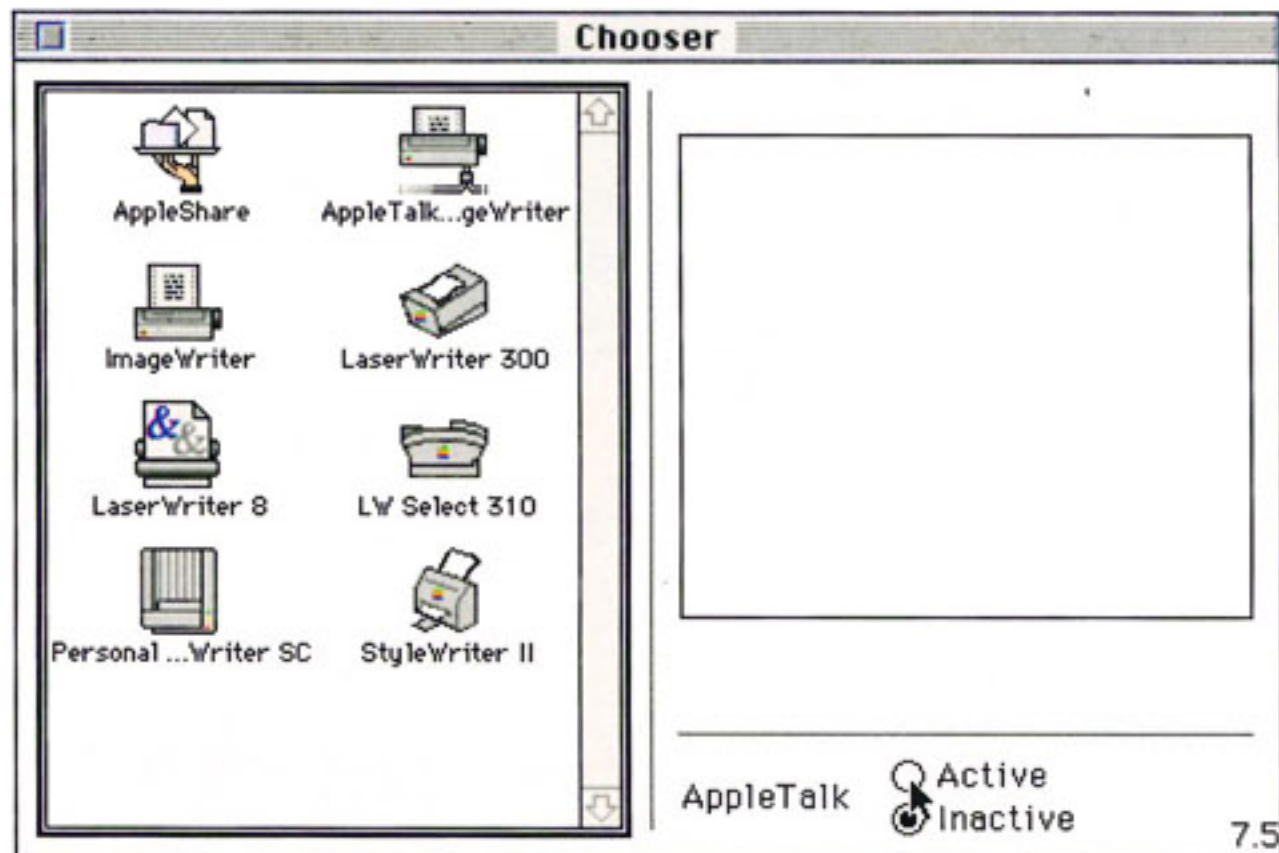 Chooser
AppleShare
AppleTalk...geWriter
ImageWriter
LaserWriter 300
LaserWriter 8
LW Select 310
Personal ...Writer SC
StyleWriter II
AppleTalk
Active
Inactive
7.5